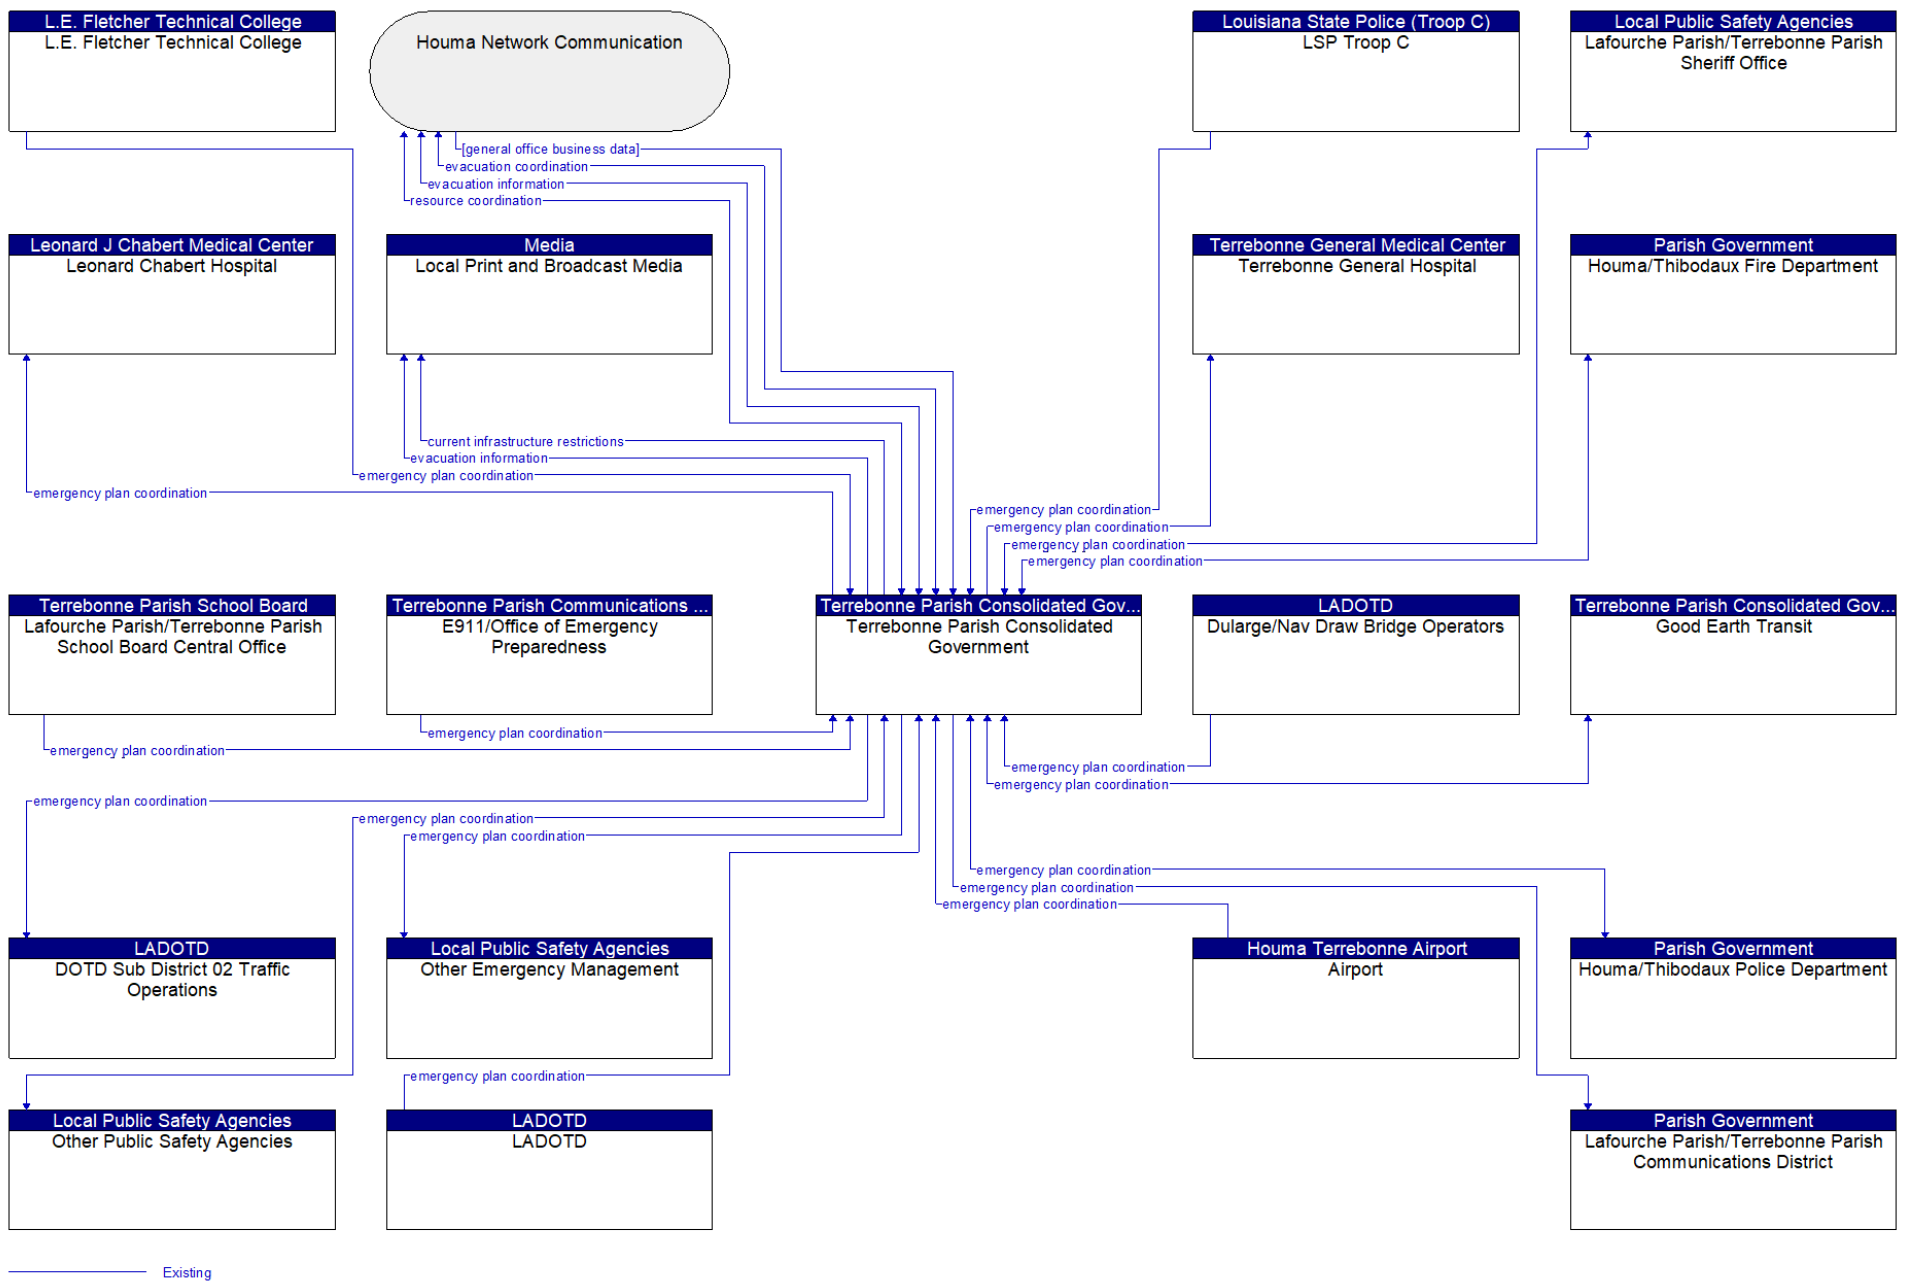 L.E. Fletcher Technical College
L.E. Fletcher Technical College
Houma Network Communication
Louisiana State Police (Troop C)
LSP Troop C
Local Public Safety Agencies
Lafourche Parish/Terrebonne Parish
Sheriff Office
[general office business data]
evacuation coordination
evacuation information
resource coordination
Leonard J Chabert Medical Center
Leonard Chabert Hospital
Media
Local Print and Broadcast Media
Terrebonne General Medical Center
Terrebonne General Hospital
Parish Government
Houma/Thibodaux Fire Department
current infrastructure restrictions
evacuation information
emergency plan coordination
emergency plan coordination
emergency plan coordination
emergency plan coordination
emergency plan coordination
emergency plan coordination
Terrebonne Parish School Board
Lafourche Parish/Terrebonne Parish
School Board Central Office
Terrebonne Parish Communications ...
E911/Office of Emergency
Preparedness
Terrebonne Parish Consolidated Gov...
Terrebonne Parish Consolidated
Government
LADOTD
Dularge/Nav Draw Bridge Operators
Terrebonne Parish Consolidated Gov...
Good Earth Transit
emergency plan coordination
emergency plan coordination
emergency plan coordination
emergency plan coordination
emergency plan coordination
emergency plan coordination
emergency plan coordination
emergency plan coordination
emergency plan coordination
emergency plan coordination
LADOTD
DOTD Sub District 02 Traffic
Operations
Local Public Safety Agencies
Other Emergency Management
Houma Terrebonne Airport
Airport
Parish Government
Houma/Thibodaux Police Department
emergency plan coordination
Local Public Safety Agencies
Other Public Safety Agencies
LADOTD
LADOTD
Parish Government
Lafourche Parish/Terrebonne Parish
Communications District
Existing